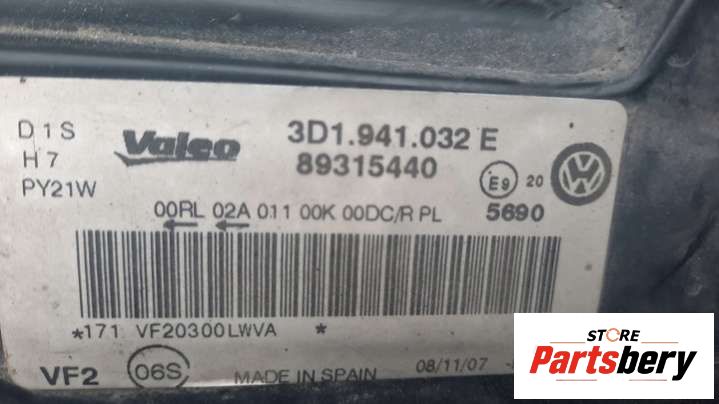 D1S
H7
PY21W
Valeo
3D1.941.032 E
89315440
E9 20
5690
00RL 02A 011 00K 00DC/R PL
*171 VF20300LWVA *
VF2
06S
MADE IN SPAIN
08/11/07
STORE
Partsbery